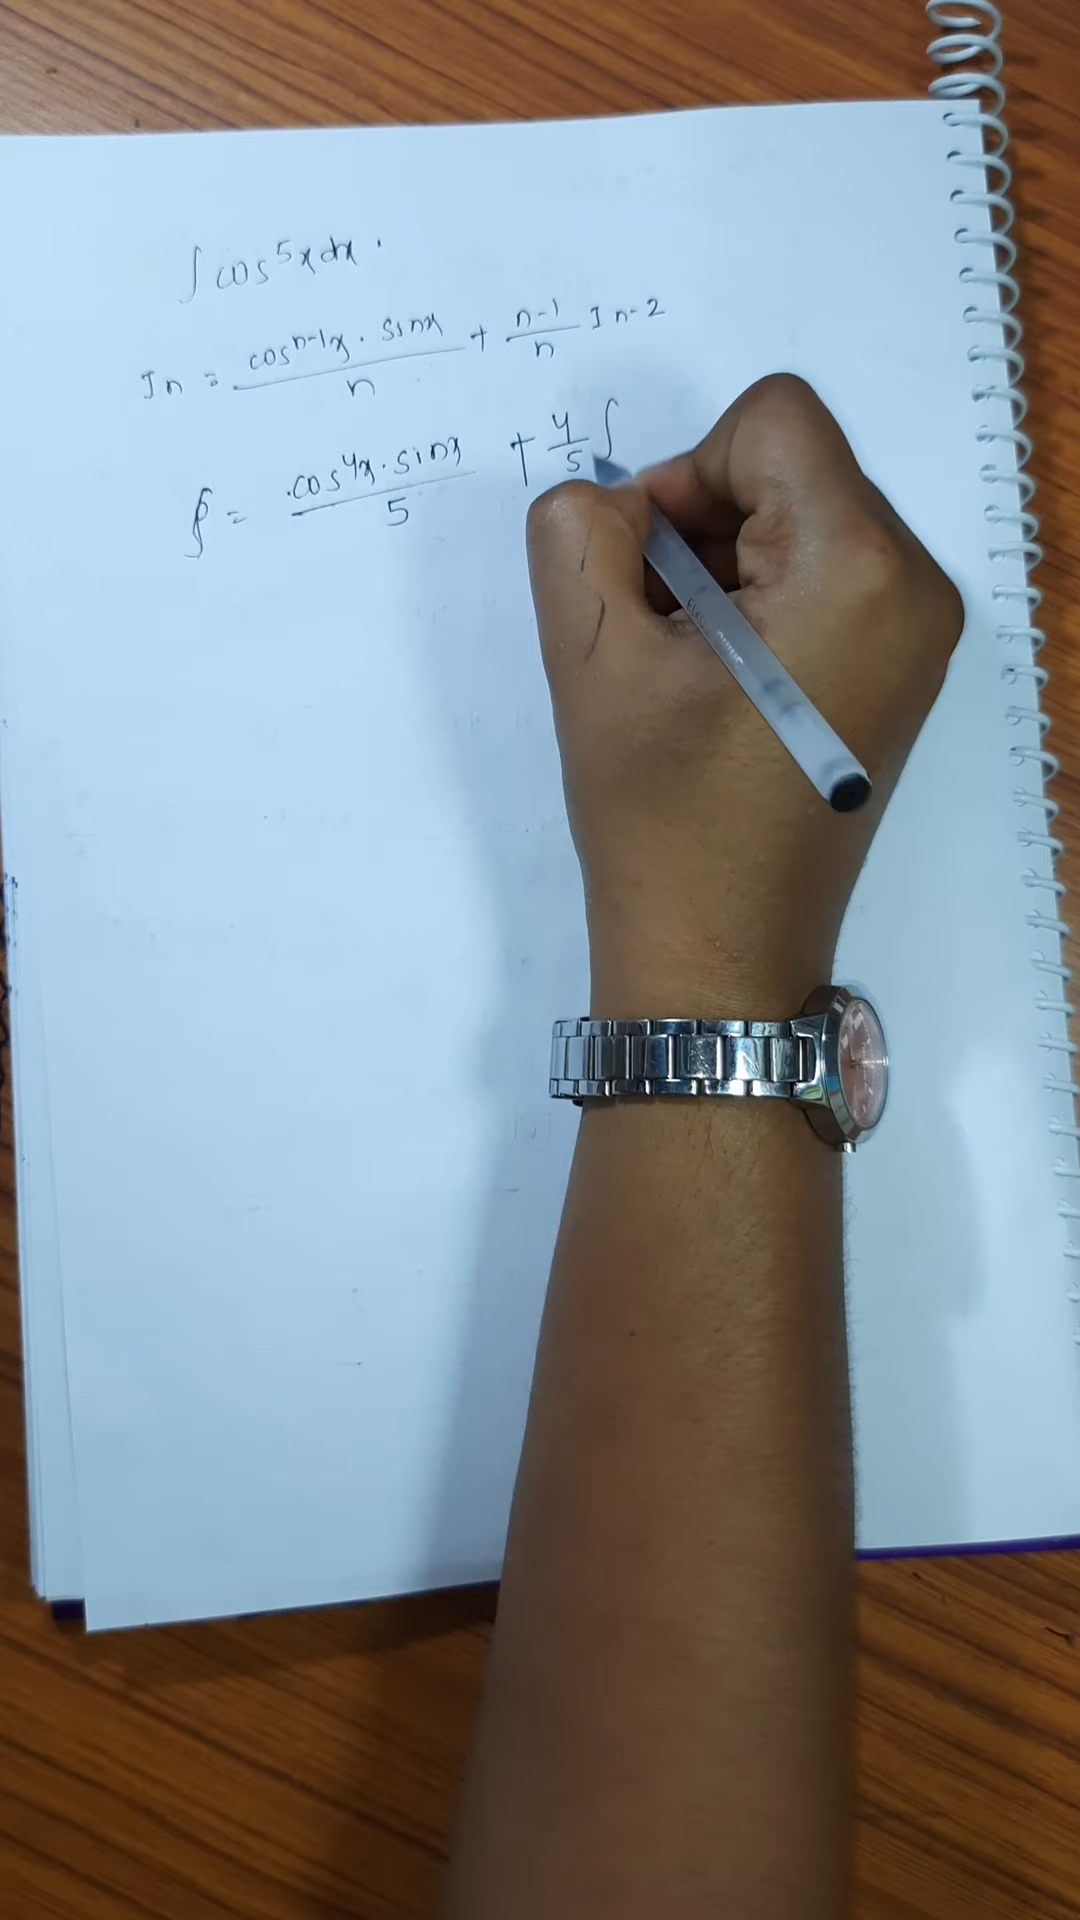 ∫ cos⁵x dx .
In = cosⁿ⁻¹x . sinx / n + n-1 / n In-2
= cos⁴x . sinx / 5 + 4/5 ∫